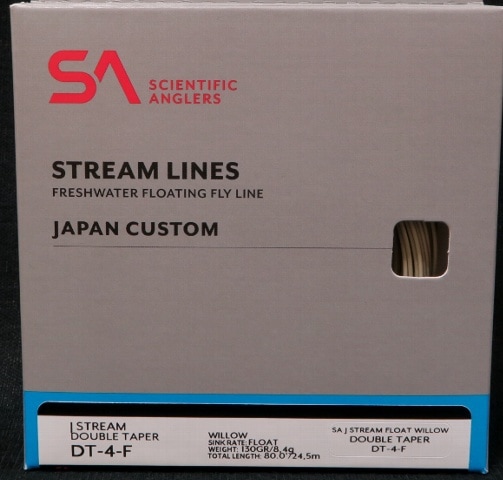 SA
SCIENTIFIC
ANGLERS
STREAM LINES
FRESHWATER FLOATING FLY LINE
JAPAN CUSTOM
J STREAM
DOUBLE TAPER
DT-4-F
WILLOW
SINK RATE: FLOAT
WEIGHT: 130GR/8,4g
TOTAL LENGTH: 80.0'/24,5m
SA J STREAM FLOAT WILLOW
DOUBLE TAPER
DT-4-F